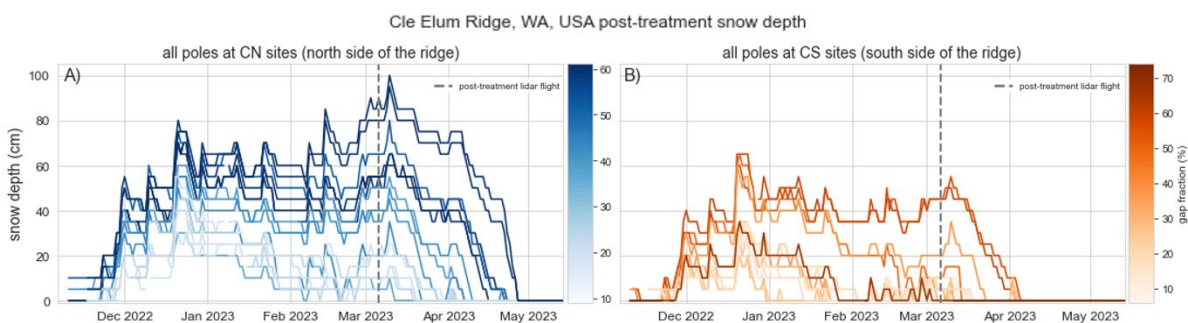 Cle Elum Ridge, WA, USA post-treatment snow depth
all poles at CN sites (north side of the ridge)
all poles at CS sites (south side of the ridge)
A)
post-treatment lidar flight
B)
post-treatment lidar flight
snow depth (cm)
100
80
60
40
20
0
60
50
40
30
20
10
70
60
50
40
30
20
10
gap fraction (%)
Dec 2022 Jan 2023 Feb 2023 Mar 2023 Apr 2023 May 2023
Dec 2022 Jan 2023 Feb 2023 Mar 2023 Apr 2023 May 2023